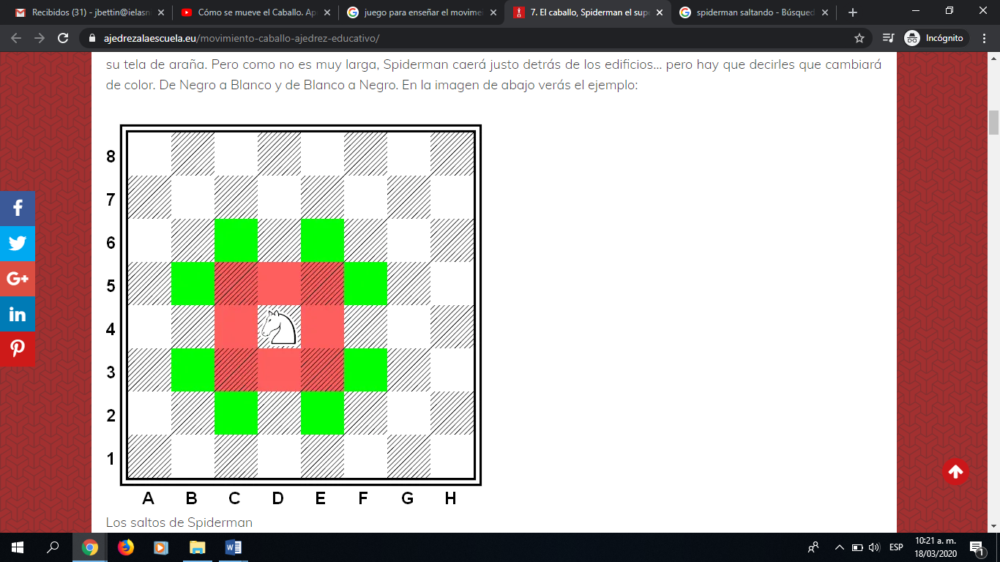 Recibidos (31) - jbettin@ielasn
Cómo se mueve el Caballo. Ap
juego para enseñar el movime
7. El caballo, Spiderman el supe
spiderman saltando - Búsqued
ajedrezalaescuela.eu/movimiento-caballo-ajedrez-educativo/
Incógnito
su tela de araña. Pero como no es muy larga, Spiderman caerá justo detrás de los edificios... pero hay que decirles que cambiará
de color. De Negro a Blanco y de Blanco a Negro. En la imagen de abajo verás el ejemplo:
8
7
6
5
4
3
2
1
A B C D E F G H
Los saltos de Spiderman
f
G+
in
W
ESP
10:21 a. m.
18/03/2020
1